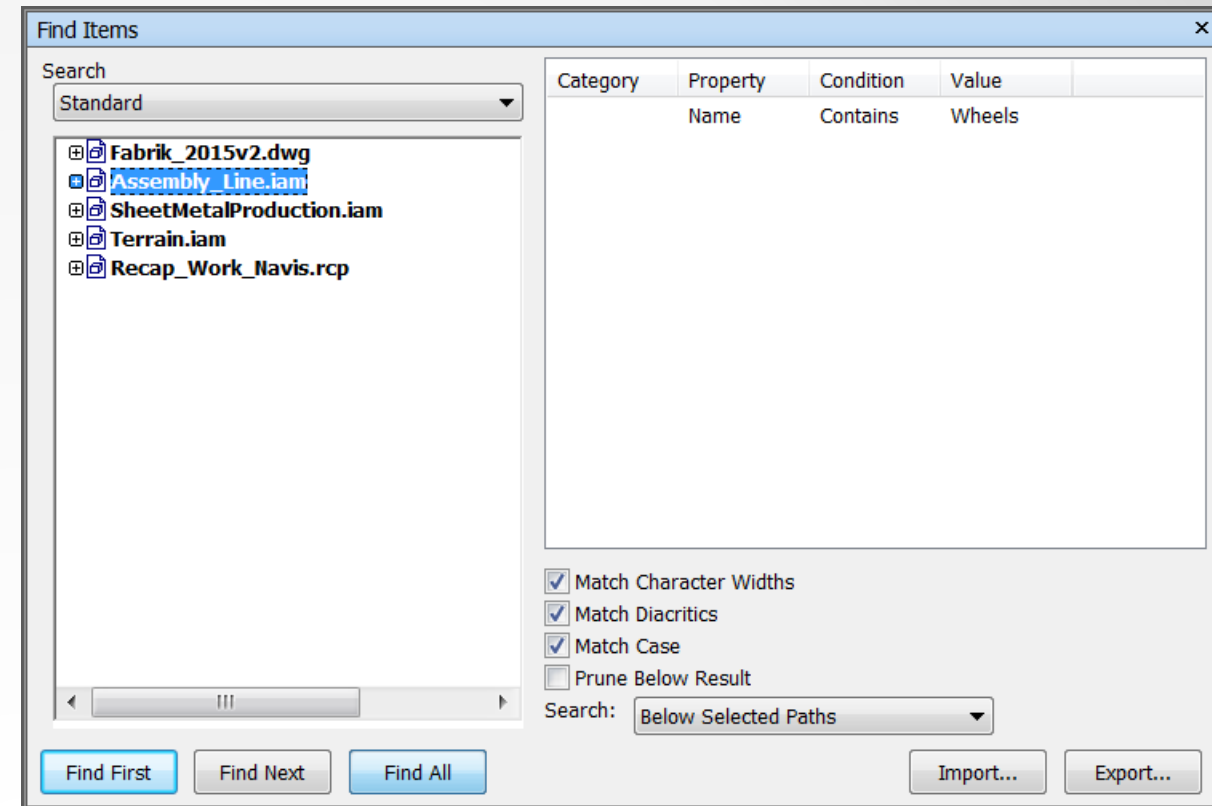 Find Items
Search
Standard
Fabrik_2015v2.dwg
Assembly_Line.iam
SheetMetalProduction.iam
Terrain.iam
Recap_Work_Navis.rcp
Category Property Condition Value
Name Contains Wheels
Match Character Widths
Match Diacritics
Match Case
Prune Below Result
Search: Below Selected Paths
Find First Find Next Find All Import... Export...